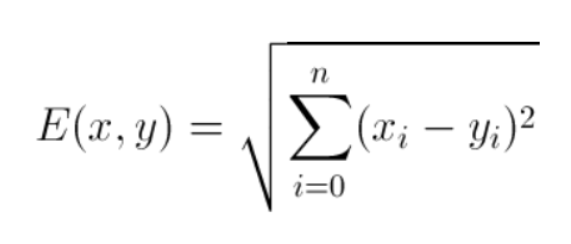 E(x, y) = \sqrt{\sum_{i=0}^{n} (x_i - y_i)^2}